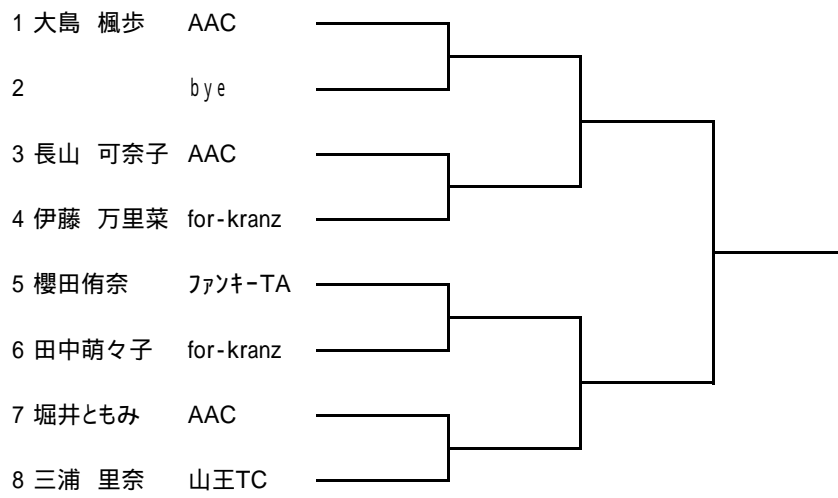 1 大島 楓歩 AAC
2 bye
3 長山 可奈子 AAC
4 伊藤 万里菜 for-kranz
5 櫻田侑奈 ファンキーTA
6 田中萌々子 for-kranz
7 堀井ともみ AAC
8 三浦 里奈 山王TC